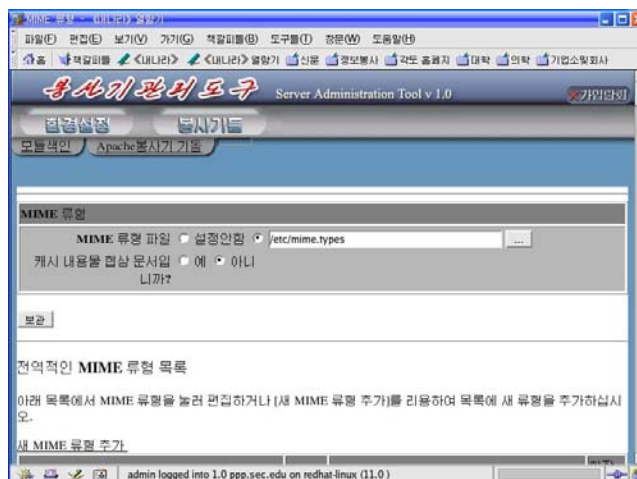 MIME 류형 - 《내나라》 열람기
파일(F) 편집(E) 보기(V) 가기(G) 책갈피틀(B) 도구틀(T) 창문(W) 도움말(H)
홈 책갈피틀 《내나라》 《내나라》 열람기 신문 정보봉사 각도 홈페지 대학 의학 기업소및회사
봉사기관리도구 Server Administration Tool v 1.0 가입탈퇴
환경설정 봉사기들
모듈색인 Apache봉사기 기동
MIME 류형
MIME 류형 파일 설정안함 /etc/mime.types ...
캐시 내용물 협상 문서입 예 아니
니까?
보관
전역적인 MIME 류형 목록
아래 목록에서 MIME 류형을 눌러 편집하거나 [새 MIME 류형 추가]를 리용하여 목록에 새 류형을 추가하십시
오.
새 MIME 류형 추가
admin logged into 1.0 ppp.sec.edu on redhat-linux (11.0 )